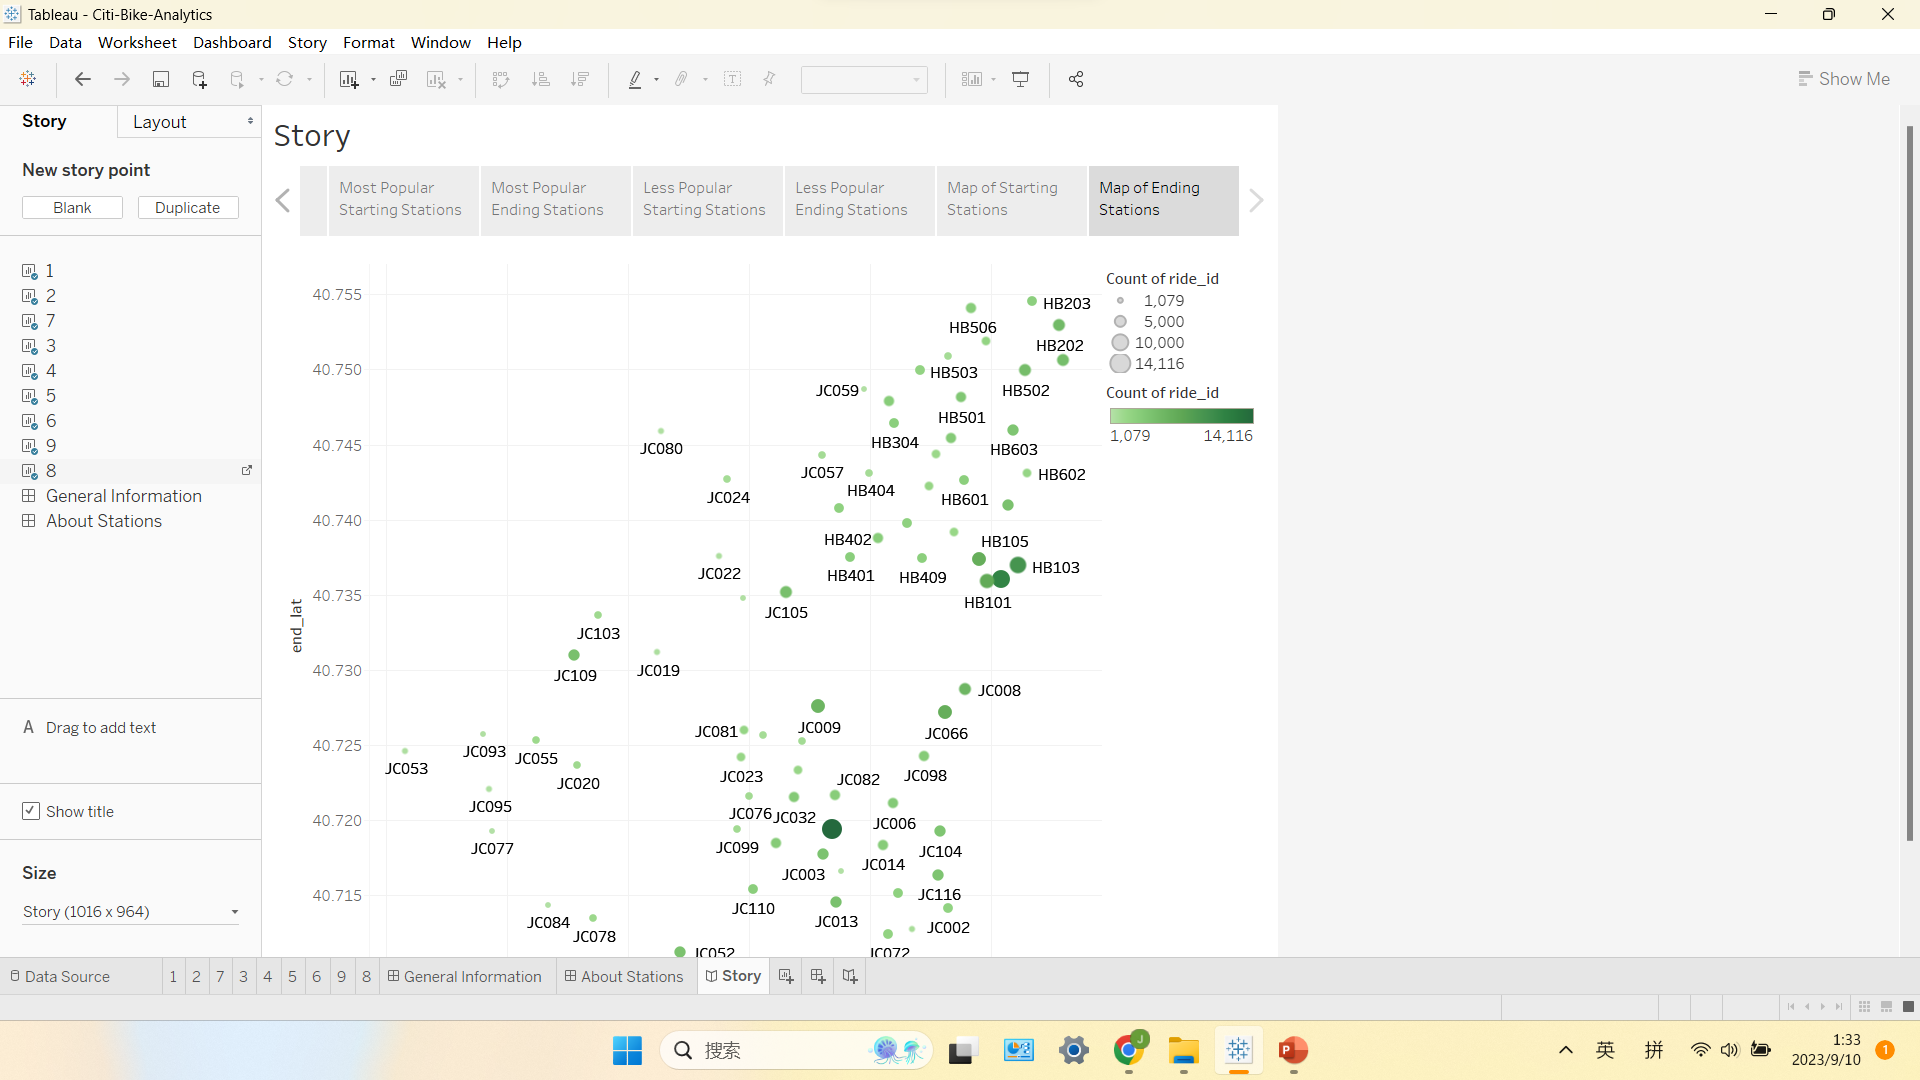 Tableau - Citi-Bike-Analytics
File Data Worksheet Dashboard Story Format Window Help
Show Me
Story Layout
New story point
Blank Duplicate
1
2
7
3
4
5
6
9
8
General Information
About Stations
A Drag to add text
Show title
Size
Story (1016 x 964)
Story
Most Popular Starting Stations
Most Popular Ending Stations
Less Popular Starting Stations
Less Popular Ending Stations
Map of Starting Stations
Map of Ending Stations
end_lat
40.755
40.750
40.745
40.740
40.735
40.730
40.725
40.720
40.715
HB203
HB506
HB202
HB503
JC059
HB502
HB501
HB304
JC080
HB603
JC057
HB602
HB404
JC024
HB601
HB402
HB105
HB103
JC022
HB401
HB409
HB101
JC105
JC103
JC019
JC109
JC008
JC081
JC009
JC066
JC093
JC055
JC053
JC023
JC082
JC098
JC020
JC095
JC076
JC032
JC006
JC077
JC099
JC104
JC014
JC003
JC116
JC110
JC084
JC013
JC002
JC078
JC052
JC072
Count of ride_id
1,079
5,000
10,000
14,116
Count of ride_id
1,079 14,116
Data Source 1 2 7 3 4 5 6 9 8 General Information About Stations Story
搜索
P
J
英 拼
1:33
2023/9/10
1